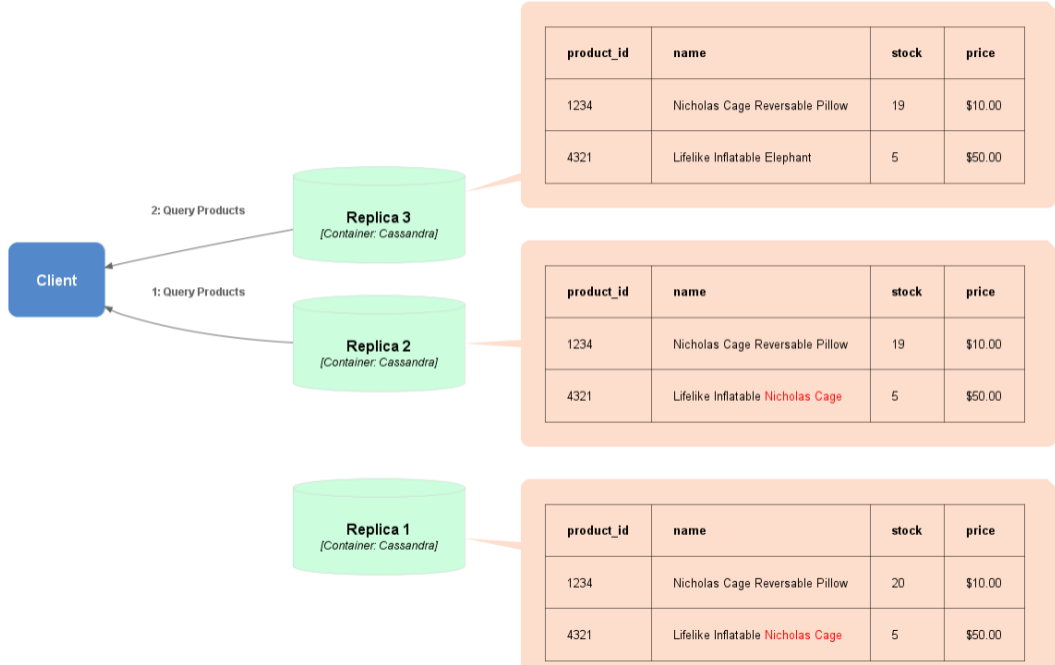 product_id name stock price
1234 Nicholas Cage Reversable Pillow 19 $10.00
4321 Lifelike Inflatable Elephant 5 $50.00
2: Query Products
Replica 3
[Container: Cassandra]
Client
1: Query Products
Replica 2
[Container: Cassandra]
product_id name stock price
1234 Nicholas Cage Reversable Pillow 19 $10.00
4321 Lifelike Inflatable Nicholas Cage 5 $50.00
Replica 1
[Container: Cassandra]
product_id name stock price
1234 Nicholas Cage Reversable Pillow 20 $10.00
4321 Lifelike Inflatable Nicholas Cage 5 $50.00